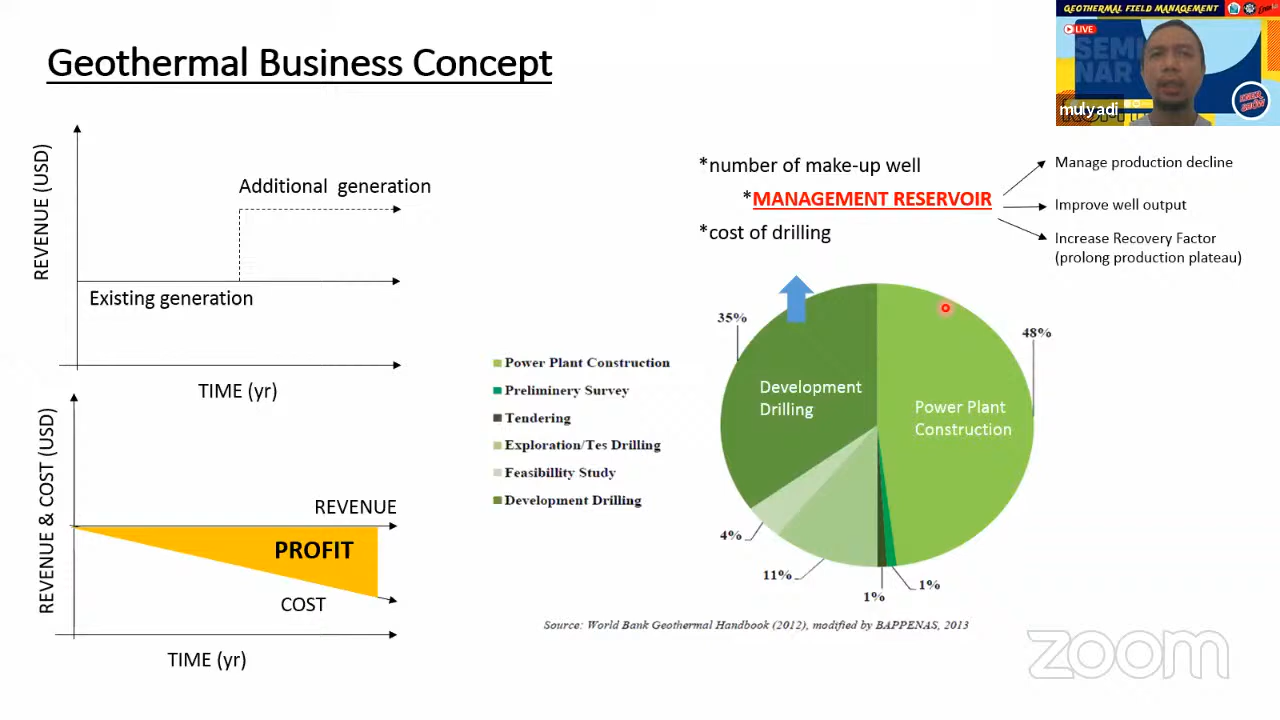 Geothermal Business Concept
GEOTHERMAL FIELD MANAGEMENT
LIVE
SEMI
NAR
mulyadi
REVENUE (USD)
Additional generation
Existing generation
TIME (yr)
*number of make-up well
*MANAGEMENT RESERVOIR
*cost of drilling
Manage production decline
Improve well output
Increase Recovery Factor
(prolong production plateau)
REVENUE & COST (USD)
REVENUE
PROFIT
COST
TIME (yr)
Power Plant Construction
Preliminery Survey
Tendering
Exploration/Tes Drilling
Feasibillity Study
Development Drilling
35%
48%
Development
Drilling
Power Plant
Construction
4%
11%
1%
1%
Source: World Bank Geothermal Handbook (2012), modified by BAPPENAS, 2013
zoom